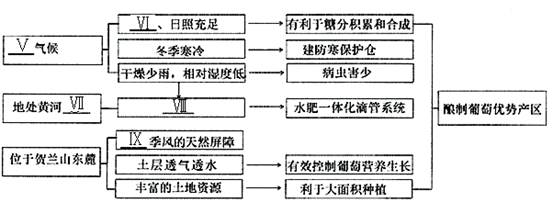 Ⅴ 气候
Ⅵ、日照充足
有利于糖分积累和合成
冬季寒冷
建防寒保护仓
干燥少雨，相对湿度低
病虫害少
地处黄河 Ⅶ
Ⅷ
水肥一体化滴管系统
酿制葡萄优势产区
位于贺兰山东麓
Ⅸ 季风的天然屏障
土层透气透水
有效控制葡萄营养生长
丰富的土地资源
利于大面积种植